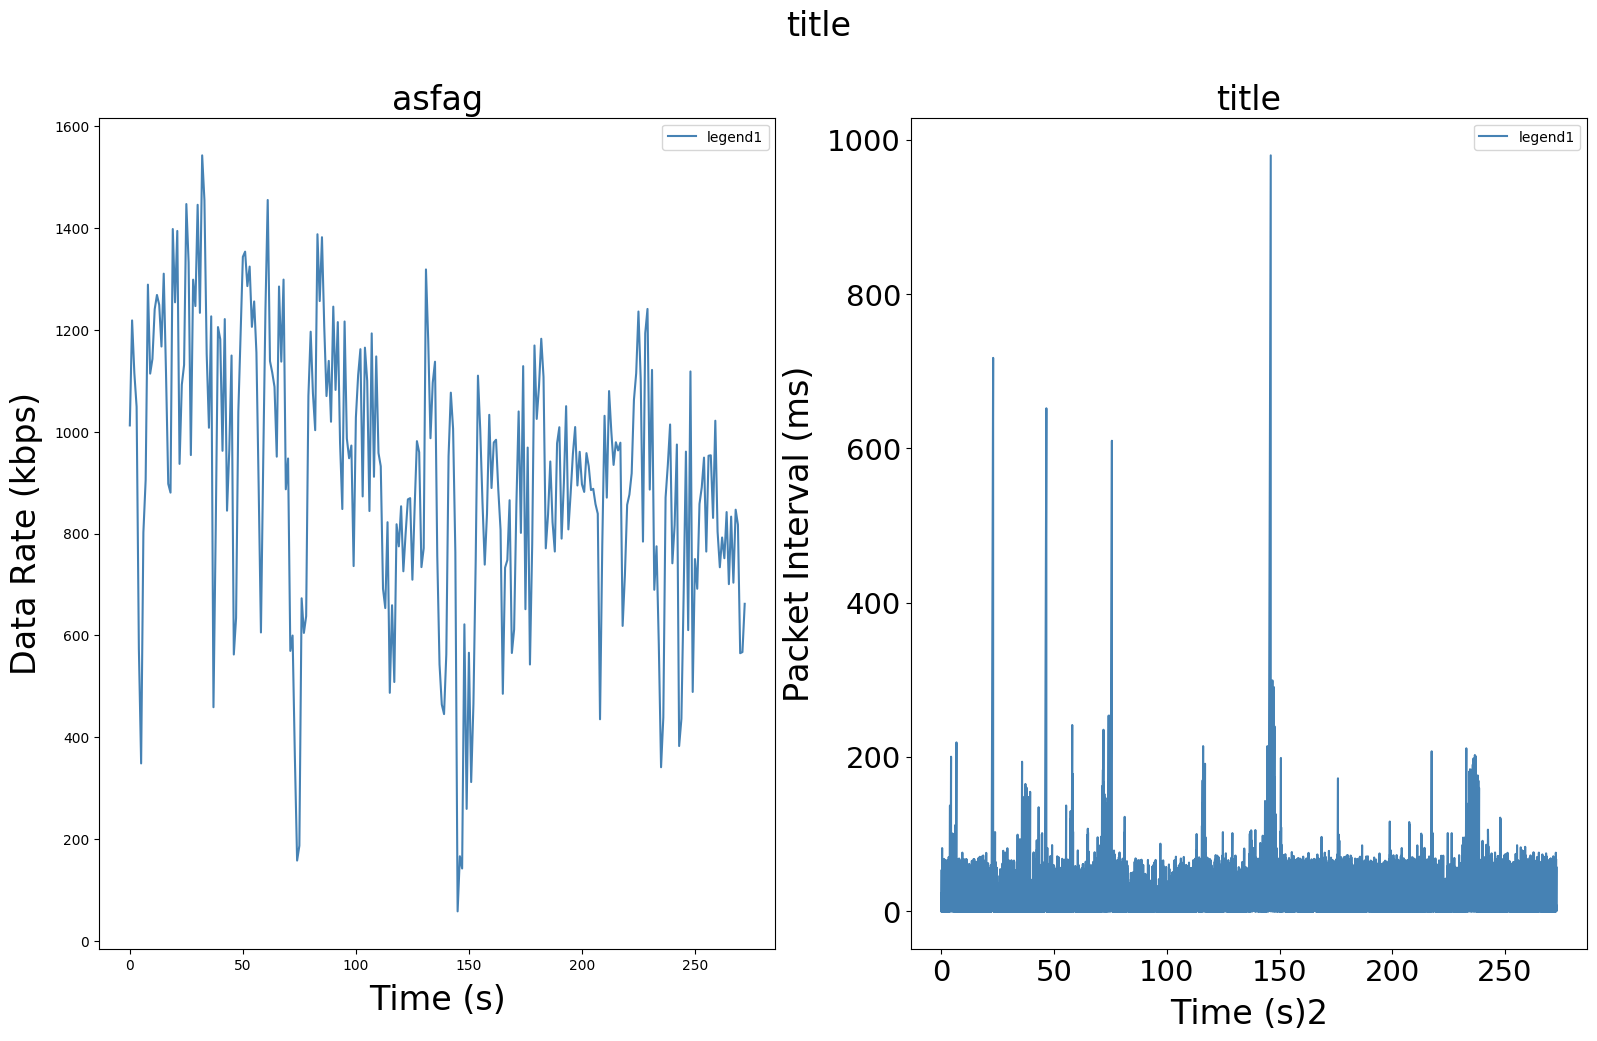 title
asfag
1600
1400
1200
1000
800
600
400
200
0
Data Rate (kbps)
0 50 100 150 200 250
Time (s)
legend1
title
1000
800
600
400
200
0
Packet Interval (ms)
0 50 100 150 200 250
Time (s)2
legend1